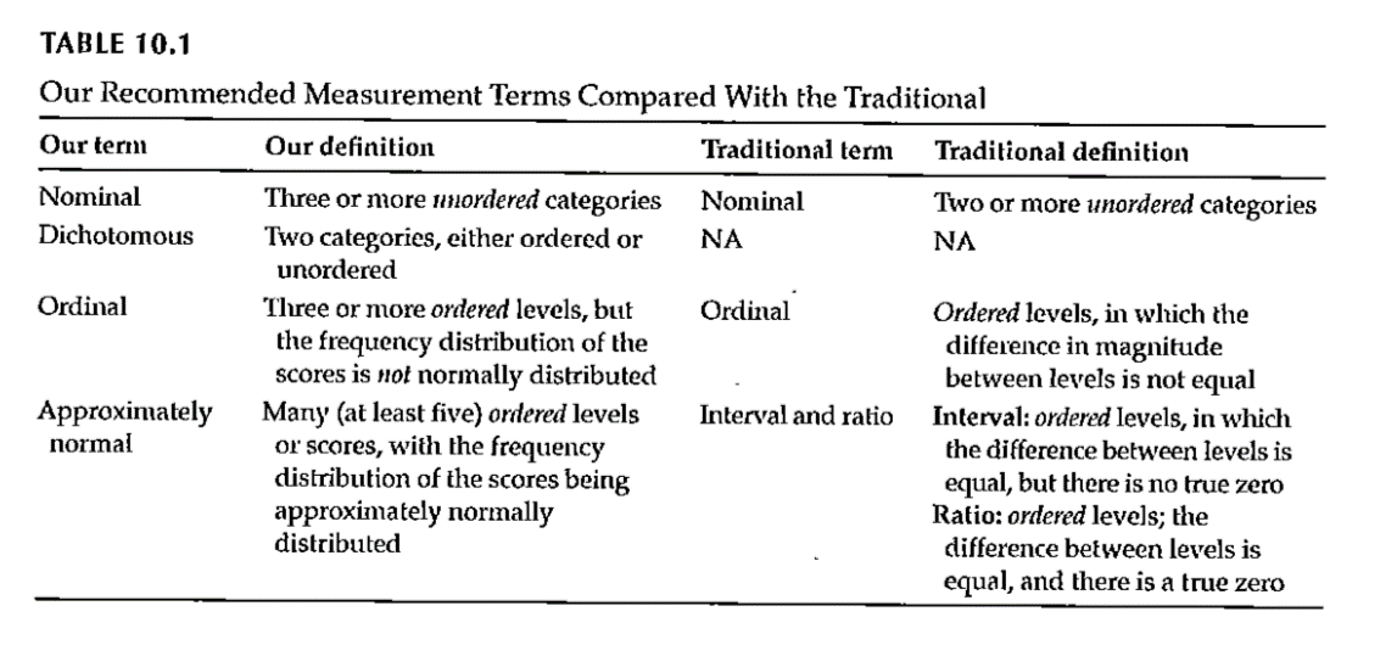 TABLE 10.1
Our Recommended Measurement Terms Compared With the Traditional
Our term Our definition Traditional term Traditional definition
Nominal Three or more unordered categories Nominal Two or more unordered categories
Dichotomous Two categories, either ordered or NA NA
unordered
Ordinal Three or more ordered levels, but Ordinal Ordered levels, in which the
the frequency distribution of the difference in magnitude
scores is not normally distributed between levels is not equal
Approximately Many (at least five) ordered levels Interval and ratio Interval: ordered levels, in which
normal or scores, with the frequency the difference between levels is
distribution of the scores being equal, but there is no true zero
approximately normally Ratio: ordered levels; the
distributed difference between levels is
equal, and there is a true zero